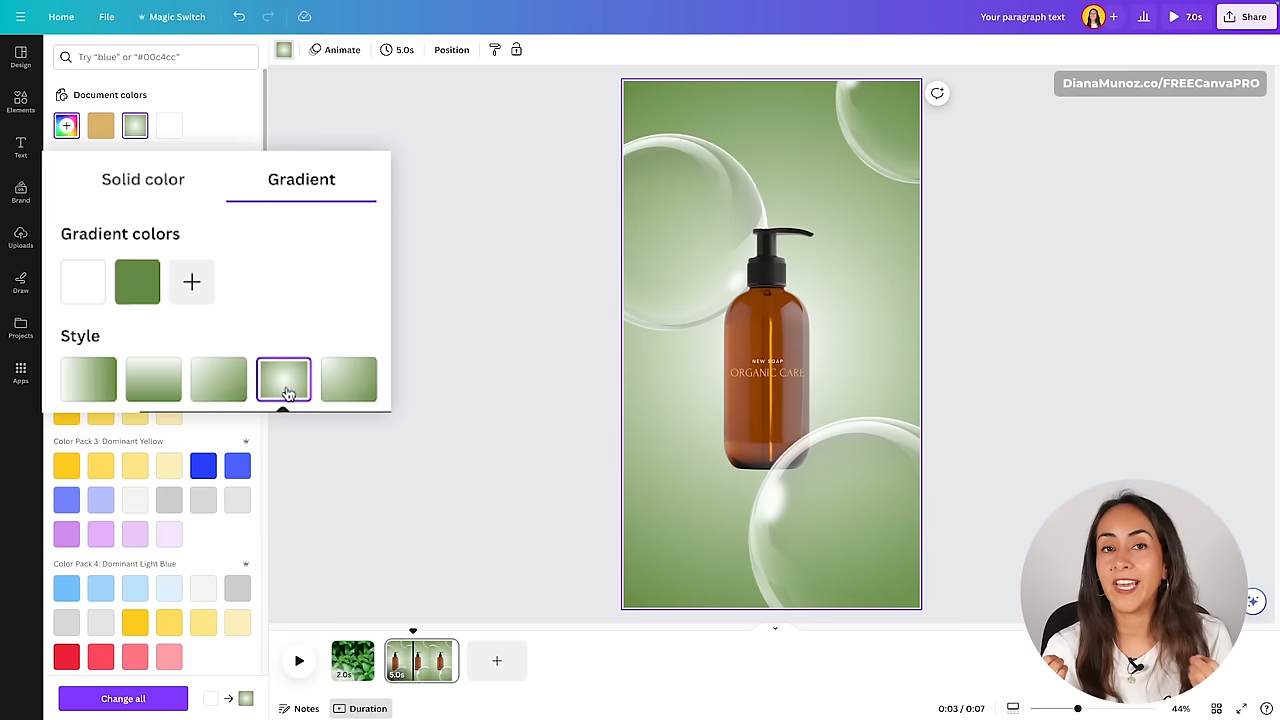 Home
File
Magic Switch
Your paragraph text
7.0s
Share
Design
Elements
Text
Brand
Uploads
Draw
Projects
Apps
Try "blue" or "#00c4cc"
Document colors
Solid color
Gradient
Gradient colors
Style
Color Pack 3: Dominant Yellow
Color Pack 4: Dominant Light Blue
Change all
Animate
5.0s
Position
DianaMunoz.co/FREECanvaPRO
NEW SOAP
ORGANIC CARE
2.0s
5.0s
Notes
Duration
0:03 / 0:07
44%